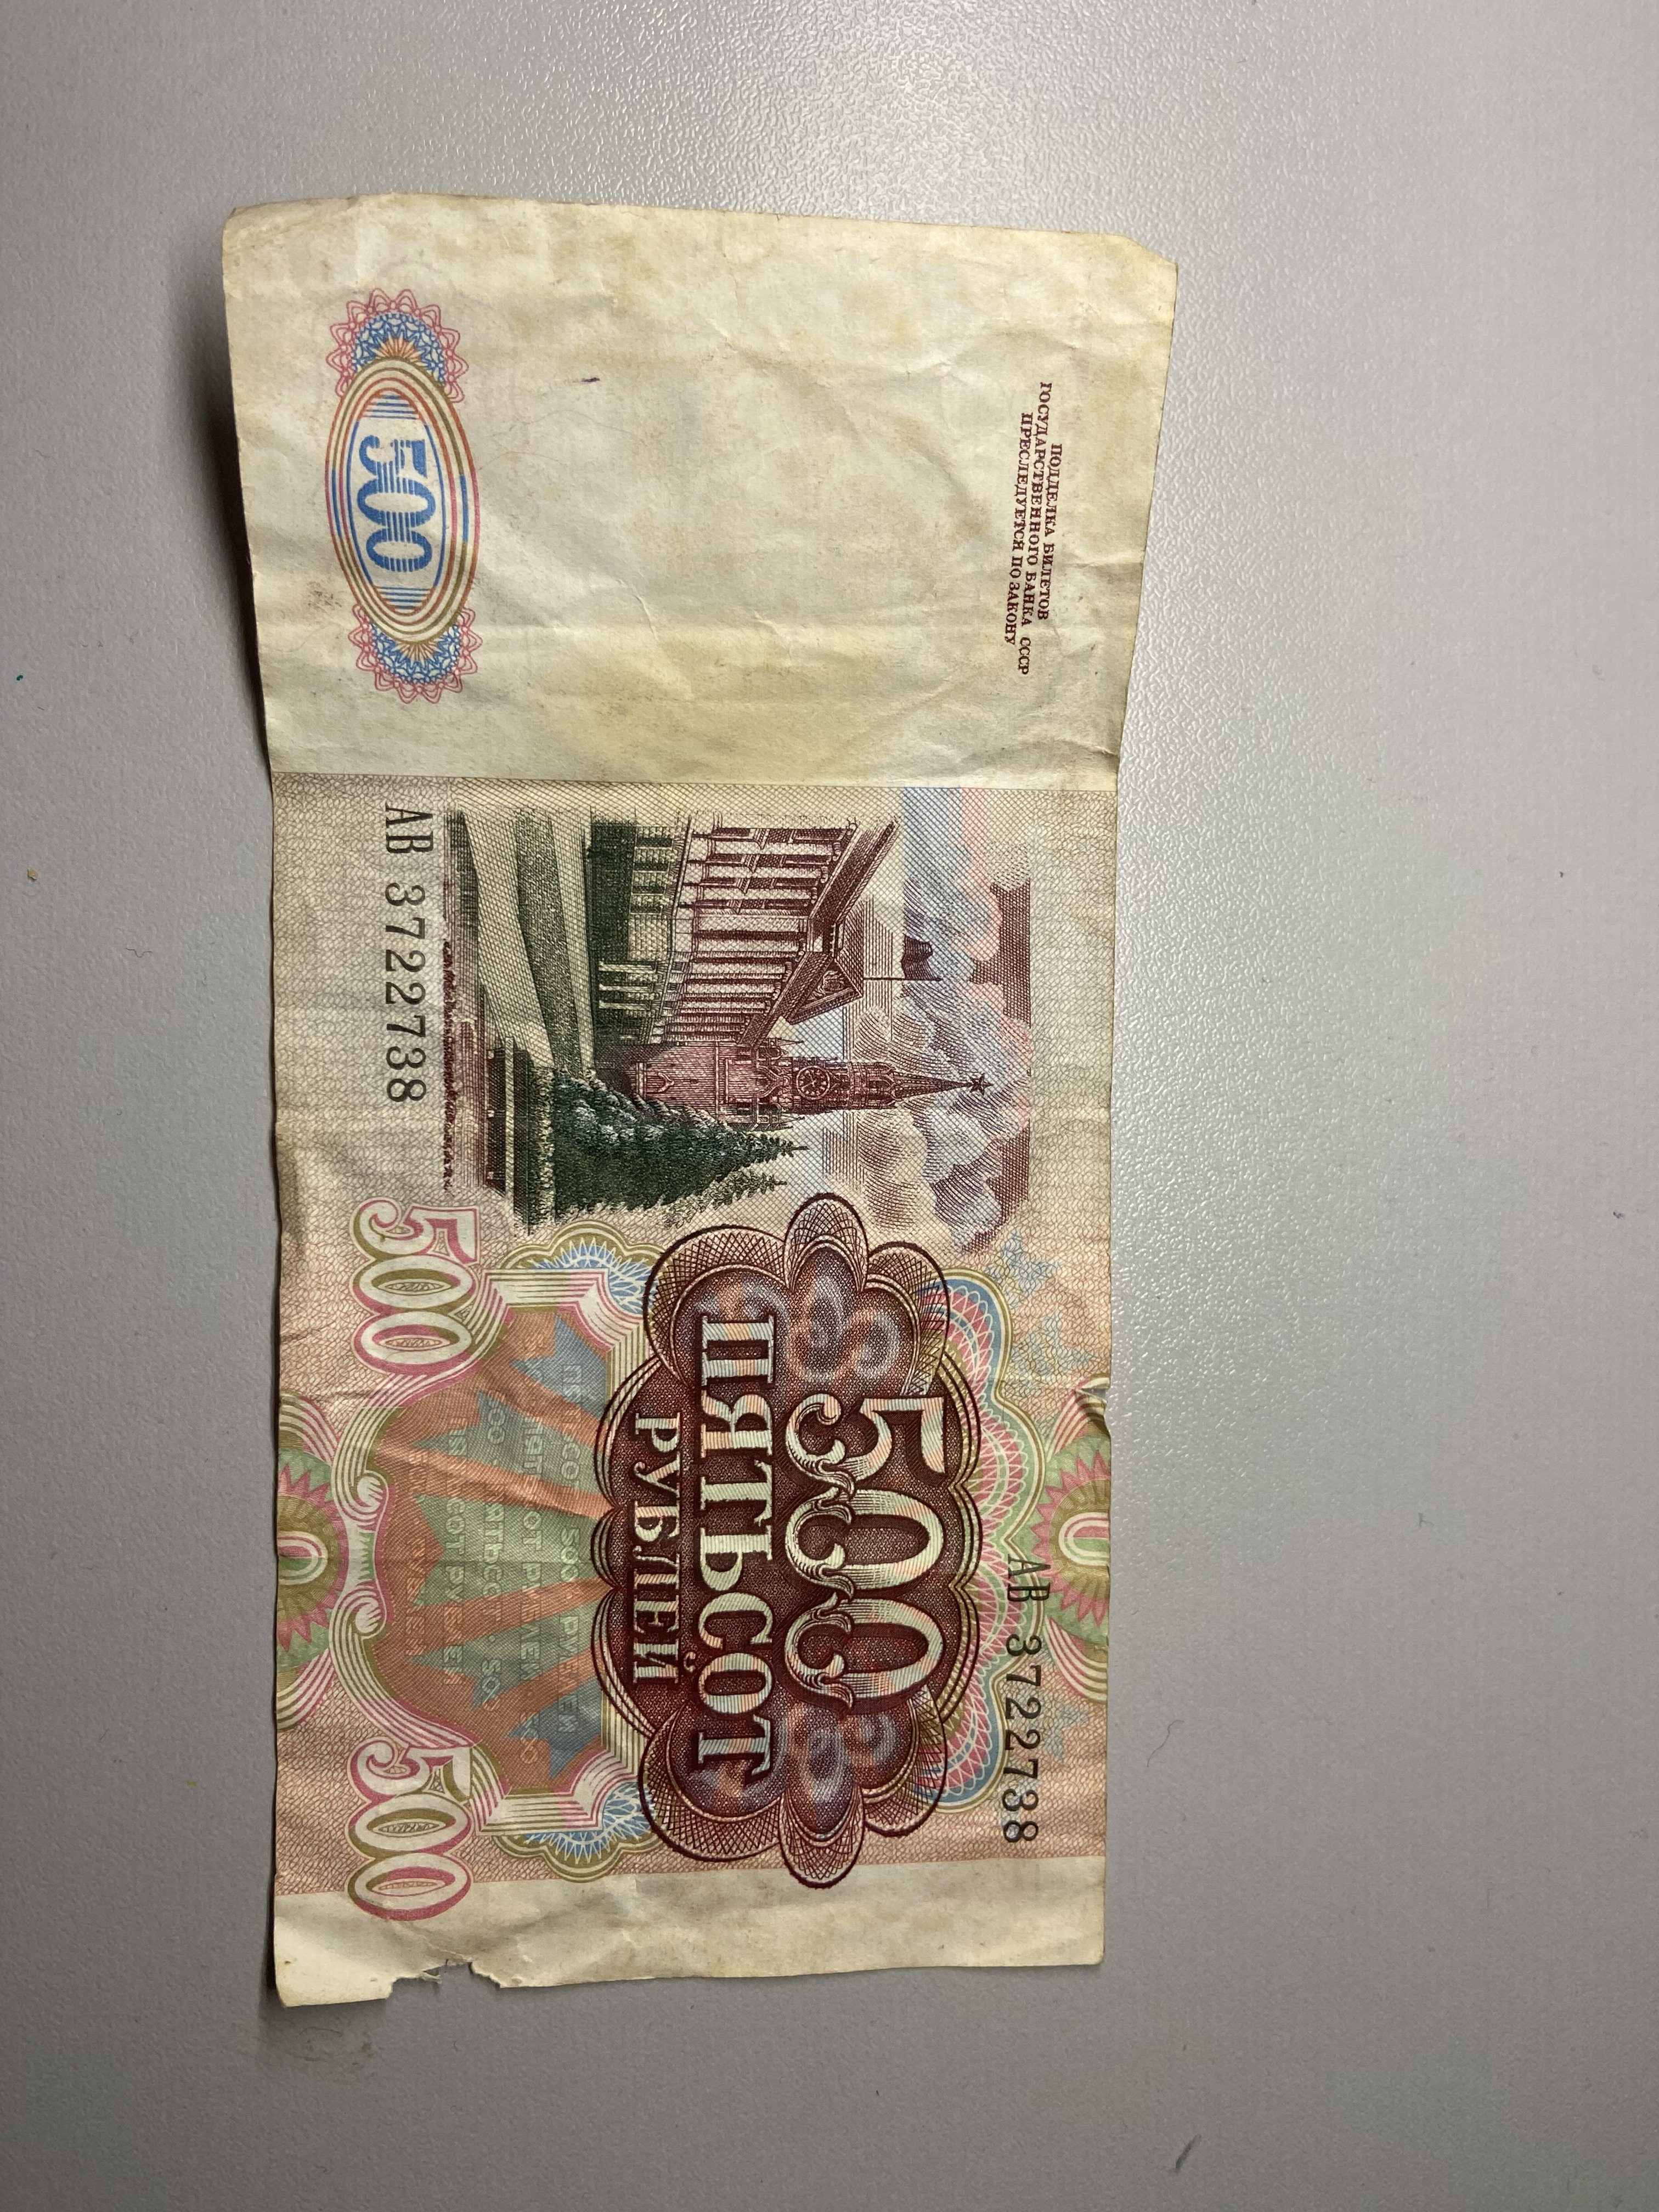 ПОДДЕЛКА БИЛЕТОВ
ГОСУДАРСТВЕННОГО БАНКА СССР
ПРЕСЛЕДУЕТСЯ ПО ЗАКОНУ
500
АВ 3722738
АВ 3722738
500
ПЯТЬСОТ
РУБЛЕЙ
500
500